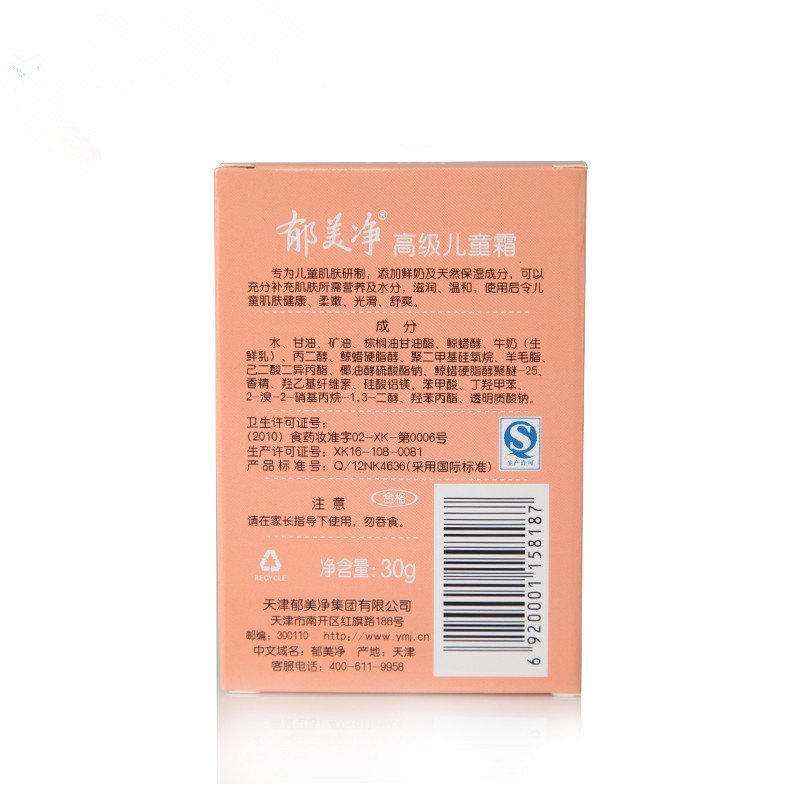 郁美净® 高级儿童霜
专为儿童肌肤研制，添加鲜奶及天然保湿成分，可以
充分补充肌肤所需营养及水分，滋润、温和，使用后令儿
童肌肤健康、柔嫩、光滑、舒爽。
成 分
水、甘油、矿油、棕榈油甘油酯、鲸蜡醇、牛奶（生
鲜乳）、丙二醇、鲸蜡硬脂醇、聚二甲基硅氧烷、羊毛脂、
己二酸二异丙酯、椰油醇硫酸酯钠、鲸蜡硬脂醇聚醚-25、
香精、羟乙基纤维素、硅酸铝镁、苯甲酸、丁羟甲苯、
2-溴-2-硝基丙烷-1,3-二醇、羟苯丙酯、透明质酸钠。
卫生许可证号：
(2010) 食药妆准字02-XK-第0006号
生产许可证号： XK16-108-0081
产品标准号： Q/12NK4636(采用国际标准)
QS
生产许可
注 意
合格
请在家长指导下使用，勿吞食。
RECYCLE
净含量：30g
天津郁美净集团有限公司
天津市南开区红旗路188号
邮编：300110 http://www.ymj.cn
中文域名：郁美净 产地：天津
客服电话：400-611-9958
6 920001 158187